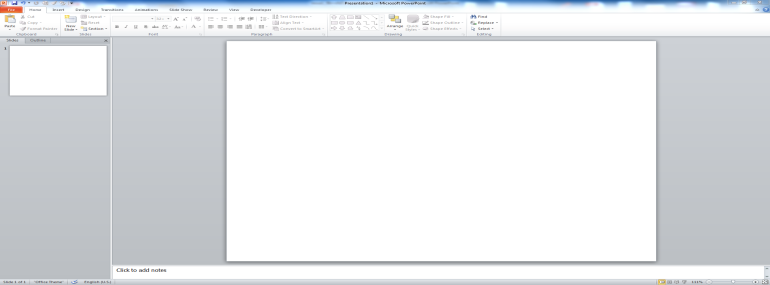 Presentation1 - Microsoft PowerPoint
File Home Insert Design Transitions Animations Slide Show Review View Developer
Cut Layout Text Direction Shape Fill Find
Copy Reset Align Text Shape Outline Replace
Paste Format Painter New Slide Section Convert to SmartArt Arrange Quick Styles Shape Effects Select
Clipboard Slides Font Paragraph Drawing Editing
Slides Outline
1
Click to add notes
Slide 1 of 1 "Office Theme" English (U.S.)